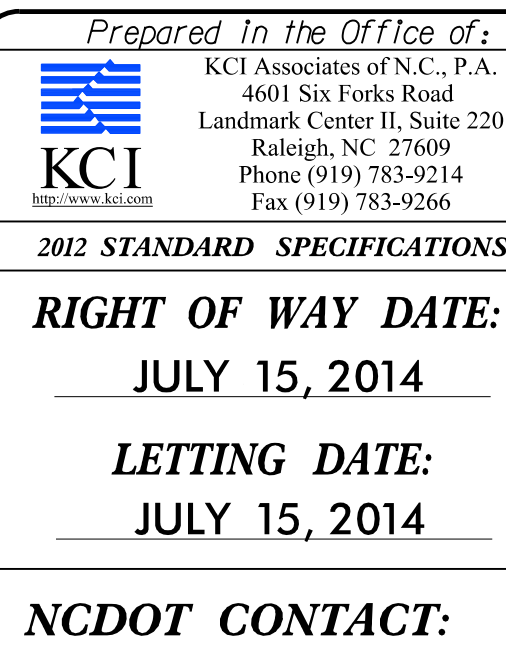 Prepared in the Office of:
KCI Associates of N.C., P.A.
4601 Six Forks Road
Landmark Center II, Suite 220
Raleigh, NC 27609
Phone (919) 783-9214
Fax (919) 783-9266
KCI
http://www.kci.com
2012 STANDARD SPECIFICATIONS
RIGHT OF WAY DATE:
JULY 15, 2014
LETTING DATE:
JULY 15, 2014
NCDOT CONTACT: